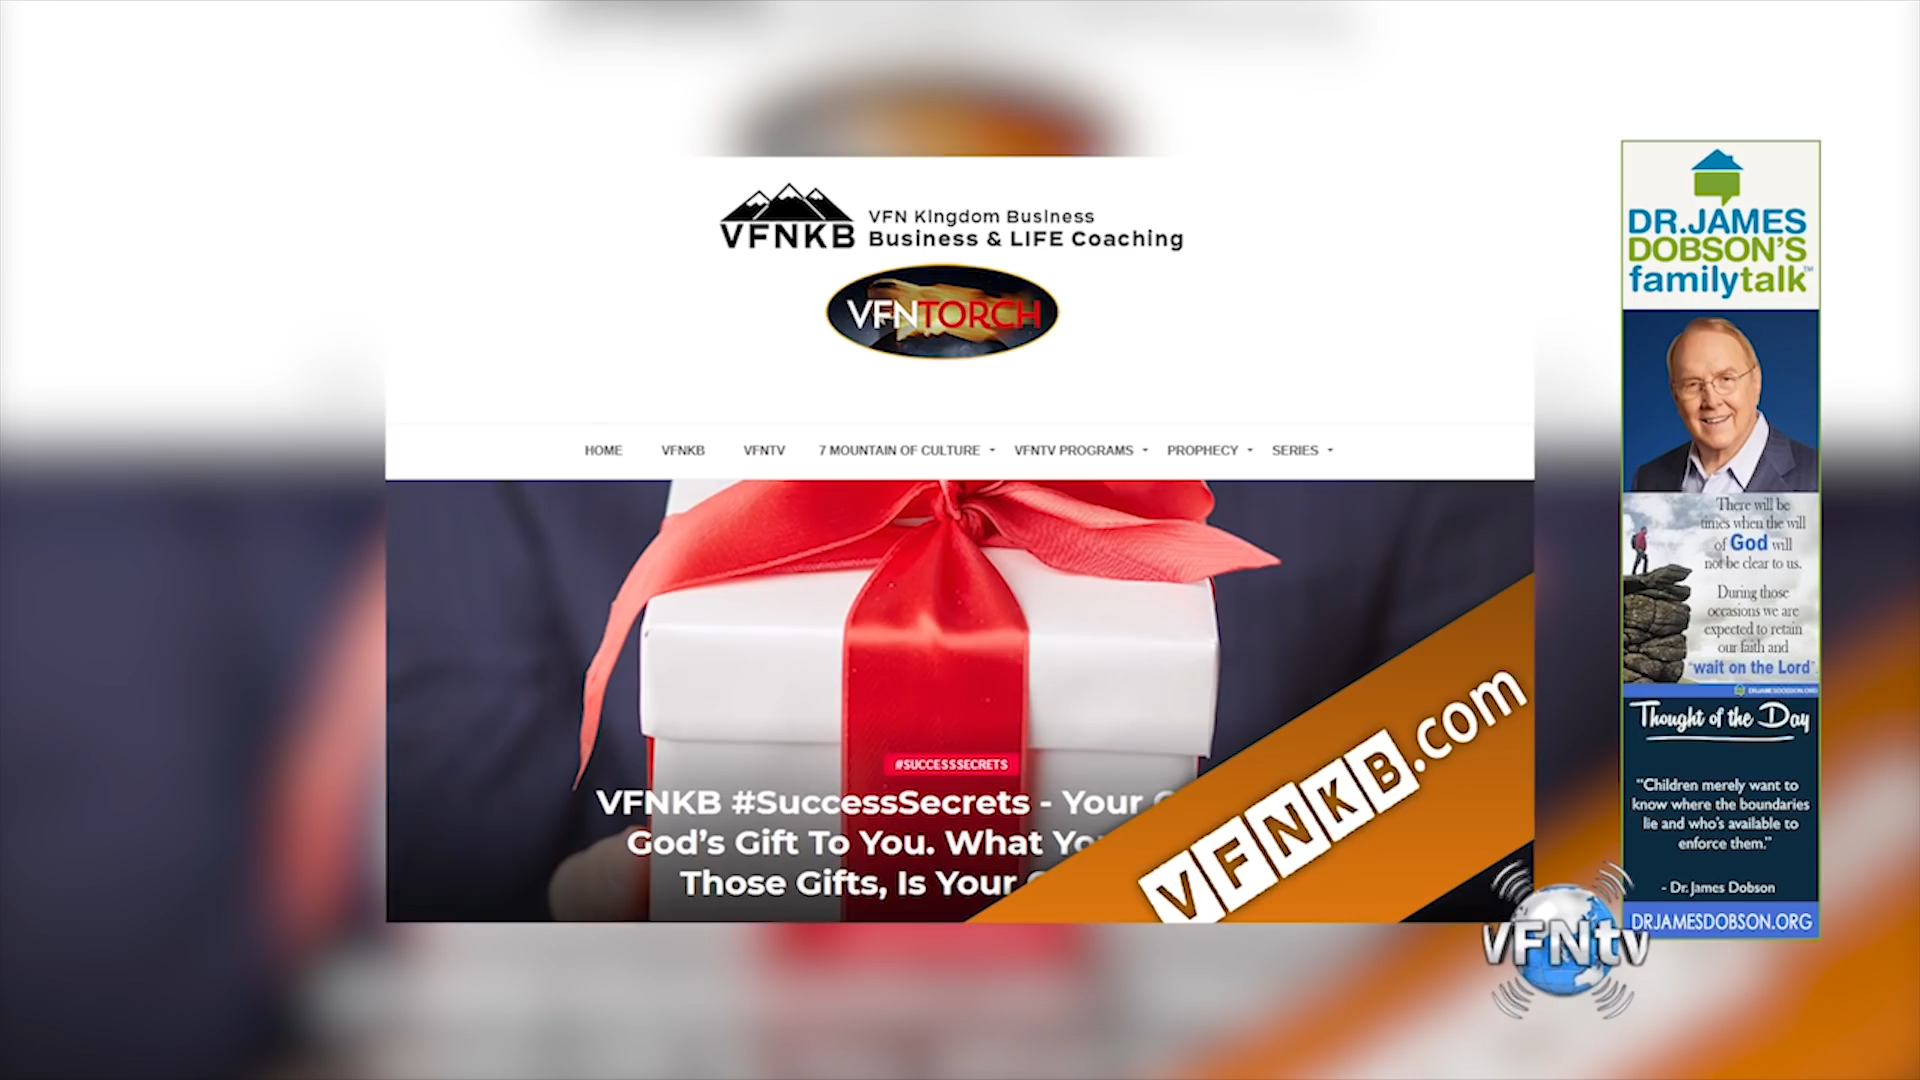 VFNKB
VFN Kingdom Business
Business & LIFE Coaching
VFNTORCH
HOME VFNKB VFNTV 7 MOUNTAIN OF CULTURE VFNTV PROGRAMS PROPHECY SERIES
#SUCCESSSECRETS
VFNKB #SuccessSecrets - Your
God's Gift To You. What
Those Gifts, Is Your
VFNKB.com
DR. JAMES
DOBSON'S
familytalk™
There will be
times when the will
of God will
not be clear to us.
During those
occasions we are
expected to retain
our faith and
"wait on the Lord"
DRJAMESDOBSON.ORG
Thought of the Day
"Children merely want to
know where the boundaries
lie and who's available to
enforce them."
- Dr. James Dobson
DRJAMESDOBSON.ORG
VFNtv